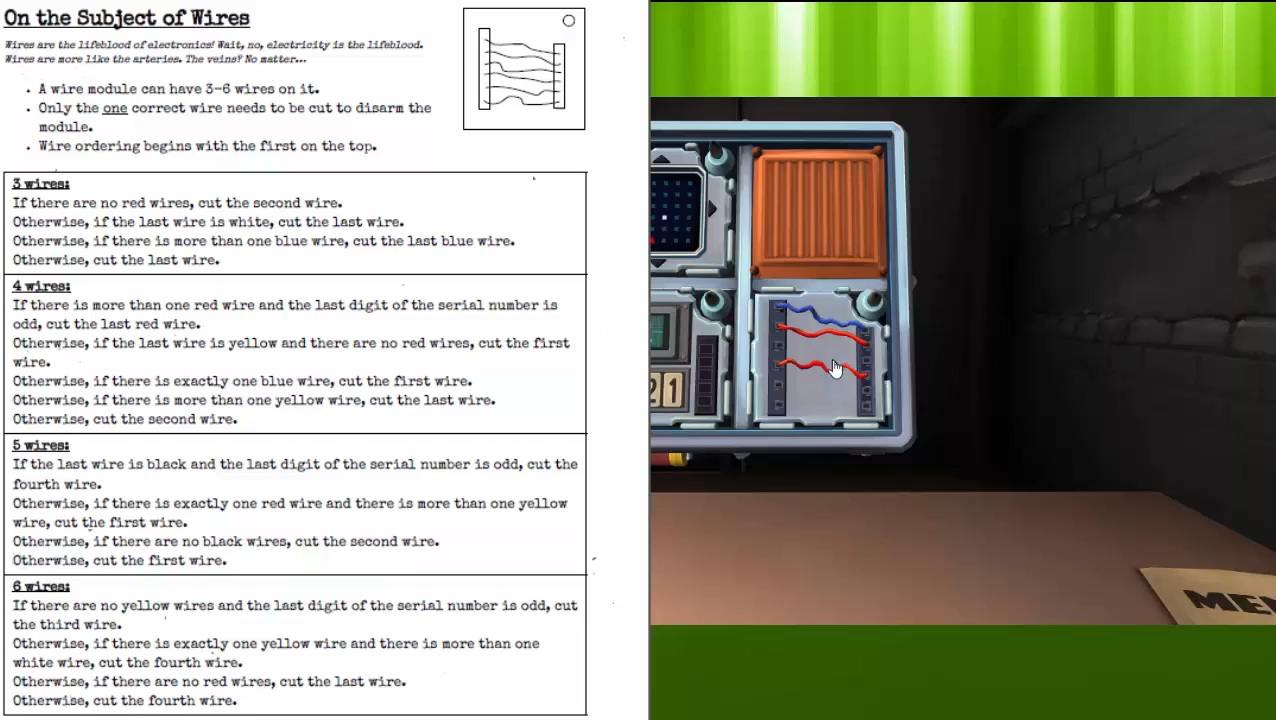 On the Subject of Wires
Wires are the lifeblood of electronics! Wait, no, electricity is the lifeblood.
Wires are more like the arteries. The veins? No matter...
• A wire module can have 3-6 wires on it.
• Only the one correct wire needs to be cut to disarm the
module.
• Wire ordering begins with the first on the top.
3 wires:
If there are no red wires, cut the second wire.
Otherwise, if the last wire is white, cut the last wire.
Otherwise, if there is more than one blue wire, cut the last blue wire.
Otherwise, cut the last wire.
4 wires:
If there is more than one red wire and the last digit of the serial number is
odd, cut the last red wire.
Otherwise, if the last wire is yellow and there are no red wires, cut the first
wire.
Otherwise, if there is exactly one blue wire, cut the first wire.
Otherwise, if there is more than one yellow wire, cut the last wire.
Otherwise, cut the second wire.
5 wires:
If the last wire is black and the last digit of the serial number is odd, cut the
fourth wire.
Otherwise, if there is exactly one red wire and there is more than one yellow
wire, cut the first wire.
Otherwise, if there are no black wires, cut the second wire.
Otherwise, cut the first wire.
6 wires:
If there are no yellow wires and the last digit of the serial number is odd, cut
the third wire.
Otherwise, if there is exactly one yellow wire and there is more than one
white wire, cut the fourth wire.
Otherwise, if there are no red wires, cut the last wire.
Otherwise, cut the fourth wire.
21
MEN